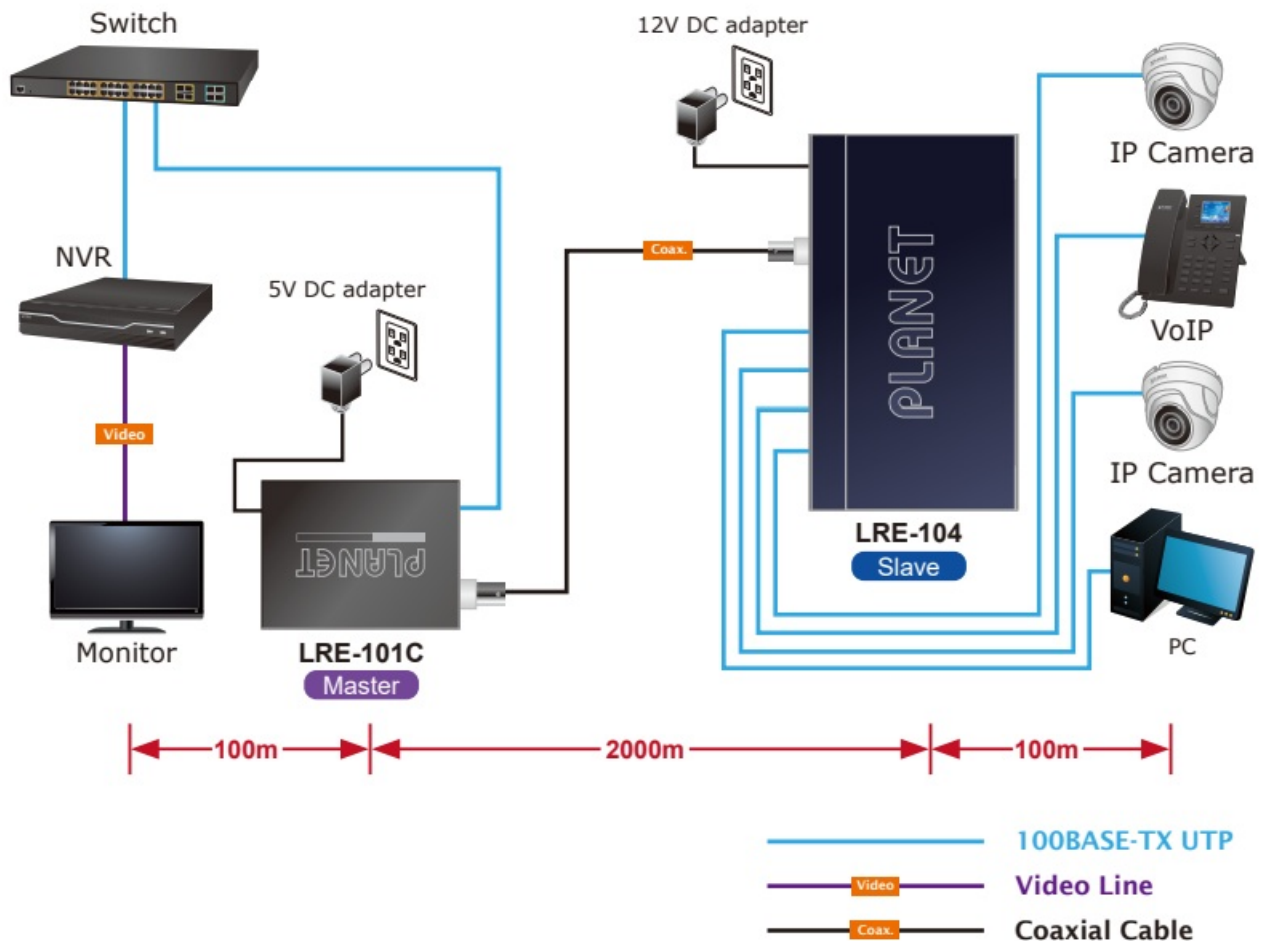 Switch
12V DC adapter
IP Camera
NVR
Coax.
5V DC adapter
PLANET
VoIP
Video
IP Camera
PLANET
LRE-104
Slave
Monitor
LRE-101C
Master
PC
100m
2000m
100m
100BASE-TX UTP
Video
Video Line
Coax.
Coaxial Cable